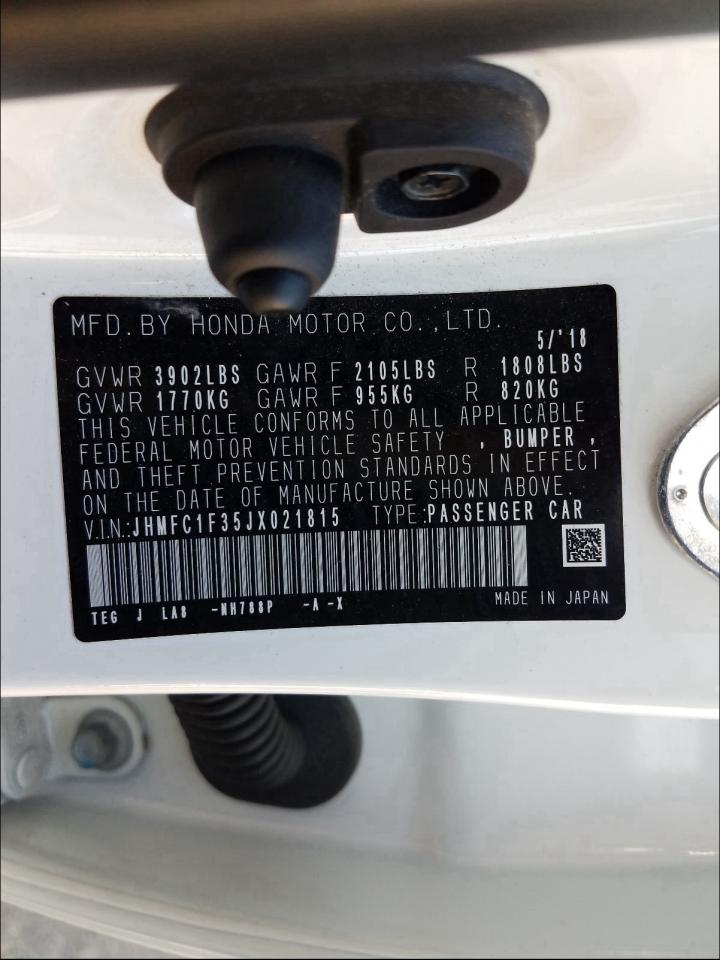 MFD. BY HONDA MOTOR CO., LTD.
5/'18
GVWR 3902LBS GAWR F 2105LBS R 1808LBS
GVWR 1770KG GAWR F 955KG R 820KG
THIS VEHICLE CONFORMS TO ALL APPLICABLE
FEDERAL MOTOR VEHICLE SAFETY , BUMPER ,
AND THEFT PREVENTION STANDARDS IN EFFECT
ON THE DATE OF MANUFACTURE SHOWN ABOVE.
V.IN.:JHMFC1F35JX021815 TYPE:PASSENGER CAR
TEG J LA8 -NH788P -A -X
MADE IN JAPAN